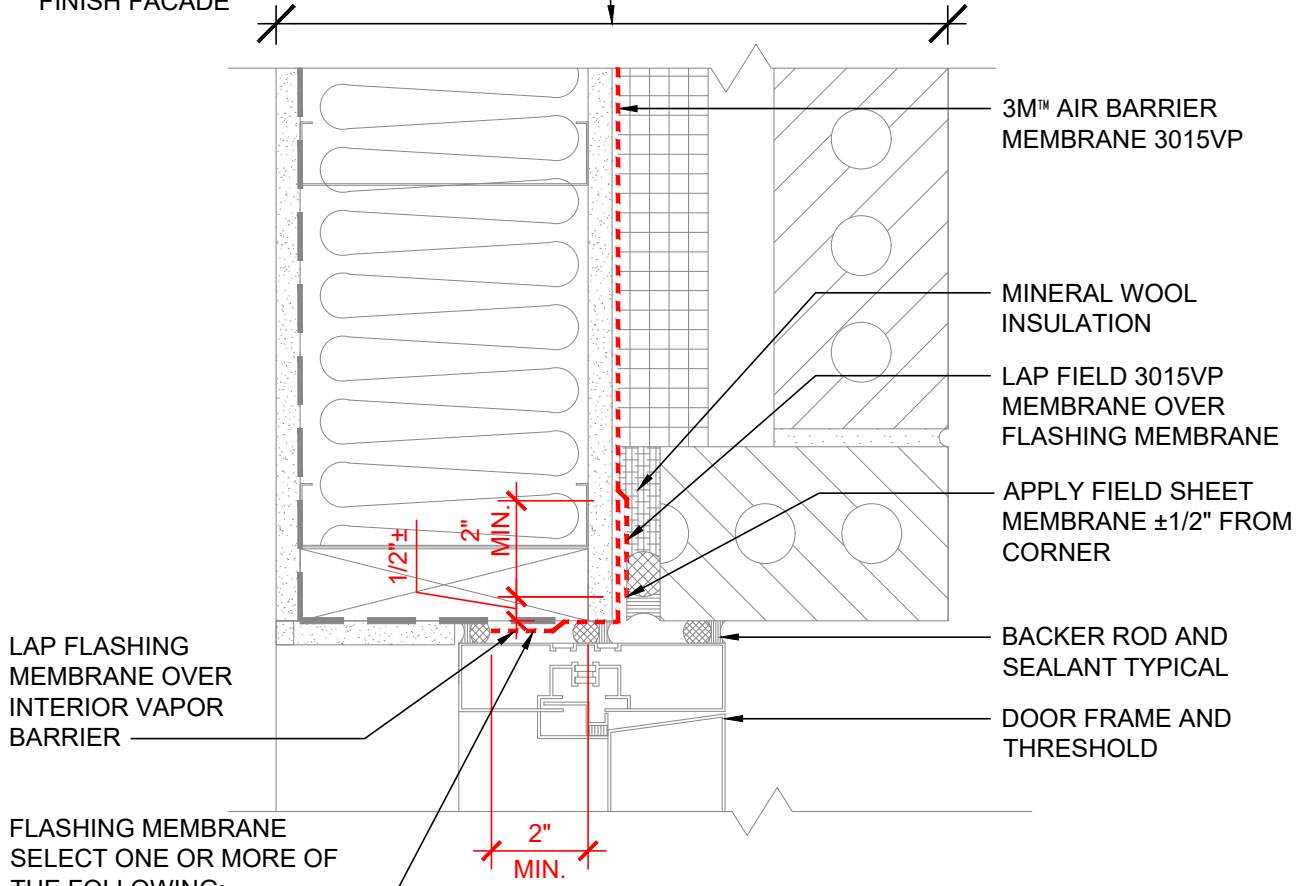 FINISH FACADE
3M™ AIR BARRIER
MEMBRANE 3015VP
MINERAL WOOL
INSULATION
LAP FIELD 3015VP
MEMBRANE OVER
FLASHING MEMBRANE
APPLY FIELD SHEET
MEMBRANE ±1/2" FROM
CORNER
1/2"±
2"
MIN.
BACKER ROD AND
SEALANT TYPICAL
DOOR FRAME AND
THRESHOLD
LAP FLASHING
MEMBRANE OVER
INTERIOR VAPOR
BARRIER
FLASHING MEMBRANE
SELECT ONE OR MORE OF
THE FOLLOWING:
2"
MIN.